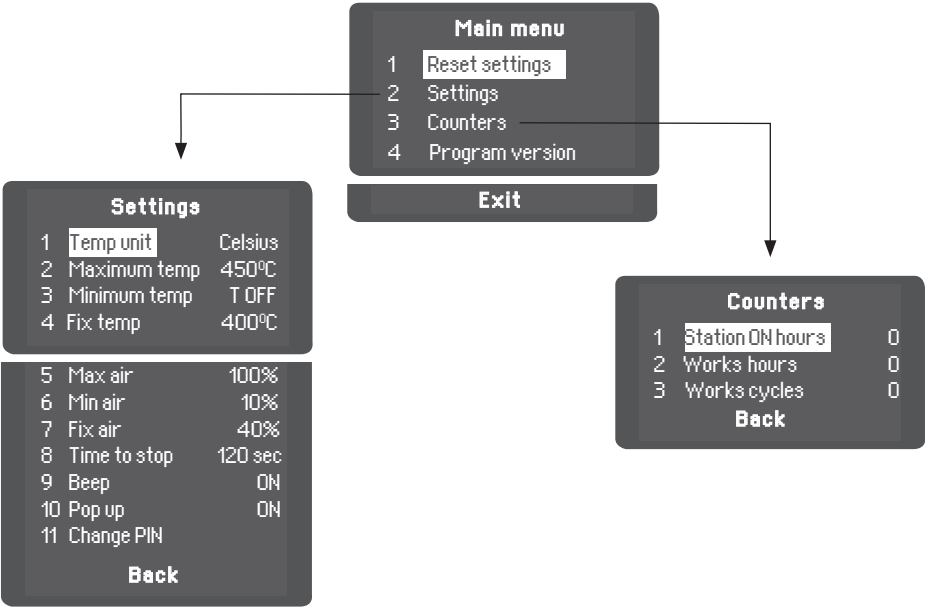 Main menu
1 Reset settings
2 Settings
3 Counters
4 Program version
Exit
Settings
1 Temp unit Celsius
2 Maximum temp 450ºC
3 Minimum temp T OFF
4 Fix temp 400ºC
5 Max air 100%
6 Min air 10%
7 Fix air 40%
8 Time to stop 120 sec
9 Beep ON
10 Pop up ON
11 Change PIN
Back
Counters
1 Station ON hours 0
2 Works hours 0
3 Works cycles 0
Back